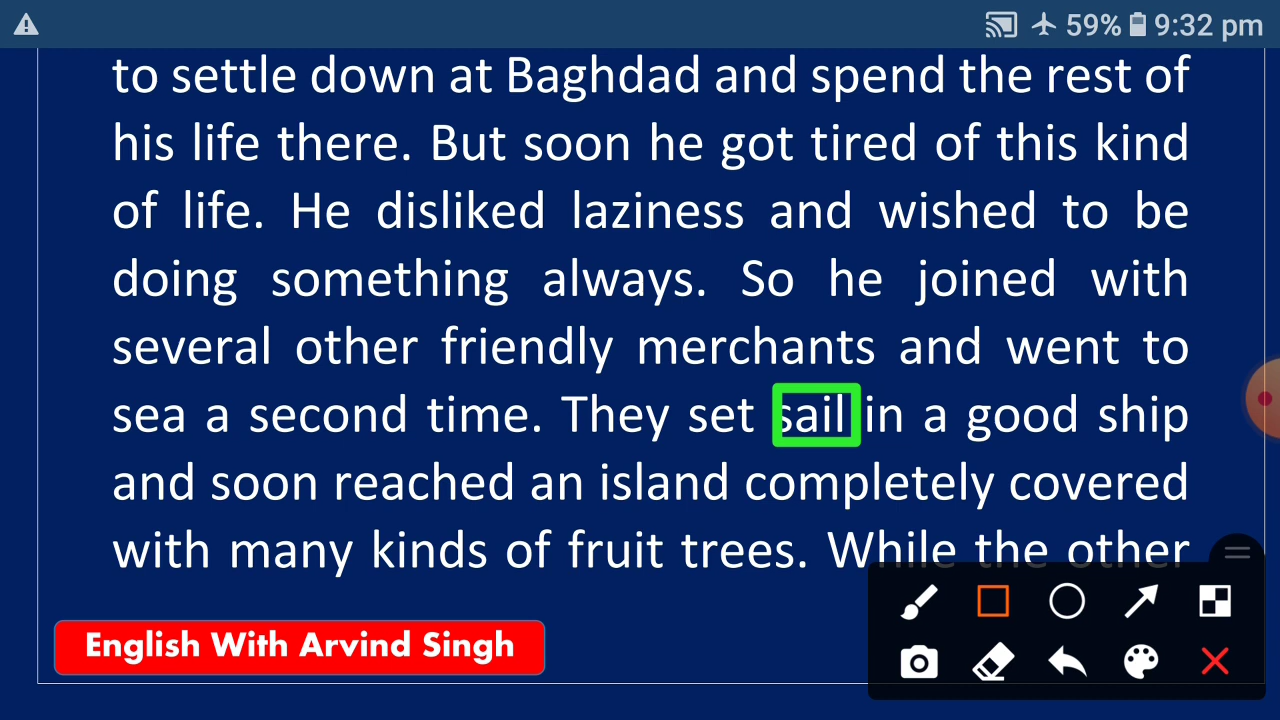 59% 9:32 pm
to settle down at Baghdad and spend the rest of
his life there. But soon he got tired of this kind
of life. He disliked laziness and wished to be
doing something always. So he joined with
several other friendly merchants and went to
sea a second time. They set sail in a good ship
and soon reached an island completely covered
with many kinds of fruit trees. While the other
English With Arvind Singh